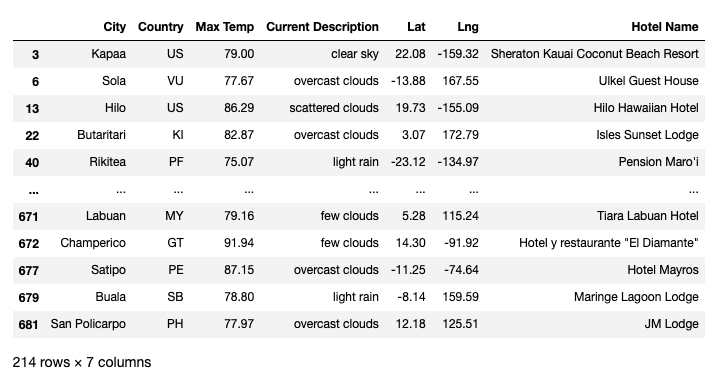 City Country Max Temp Current Description Lat Lng Hotel Name
3 Kapaa US 79.00 clear sky 22.08 -159.32 Sheraton Kauai Coconut Beach Resort
6 Sola VU 77.67 overcast clouds -13.88 167.55 Ulkel Guest House
13 Hilo US 86.29 scattered clouds 19.73 -155.09 Hilo Hawaiian Hotel
22 Butaritari KI 82.87 overcast clouds 3.07 172.79 Isles Sunset Lodge
40 Rikitea PF 75.07 light rain -23.12 -134.97 Pension Maro'i
... ... ... ... ... ... ... ...
671 Labuan MY 79.16 few clouds 5.28 115.24 Tiara Labuan Hotel
672 Champerico GT 91.94 few clouds 14.30 -91.92 Hotel y restaurante "El Diamante"
677 Satipo PE 87.15 overcast clouds -11.25 -74.64 Hotel Mayros
679 Buala SB 78.80 light rain -8.14 159.59 Maringe Lagoon Lodge
681 San Policarpo PH 77.97 overcast clouds 12.18 125.51 JM Lodge
214 rows × 7 columns